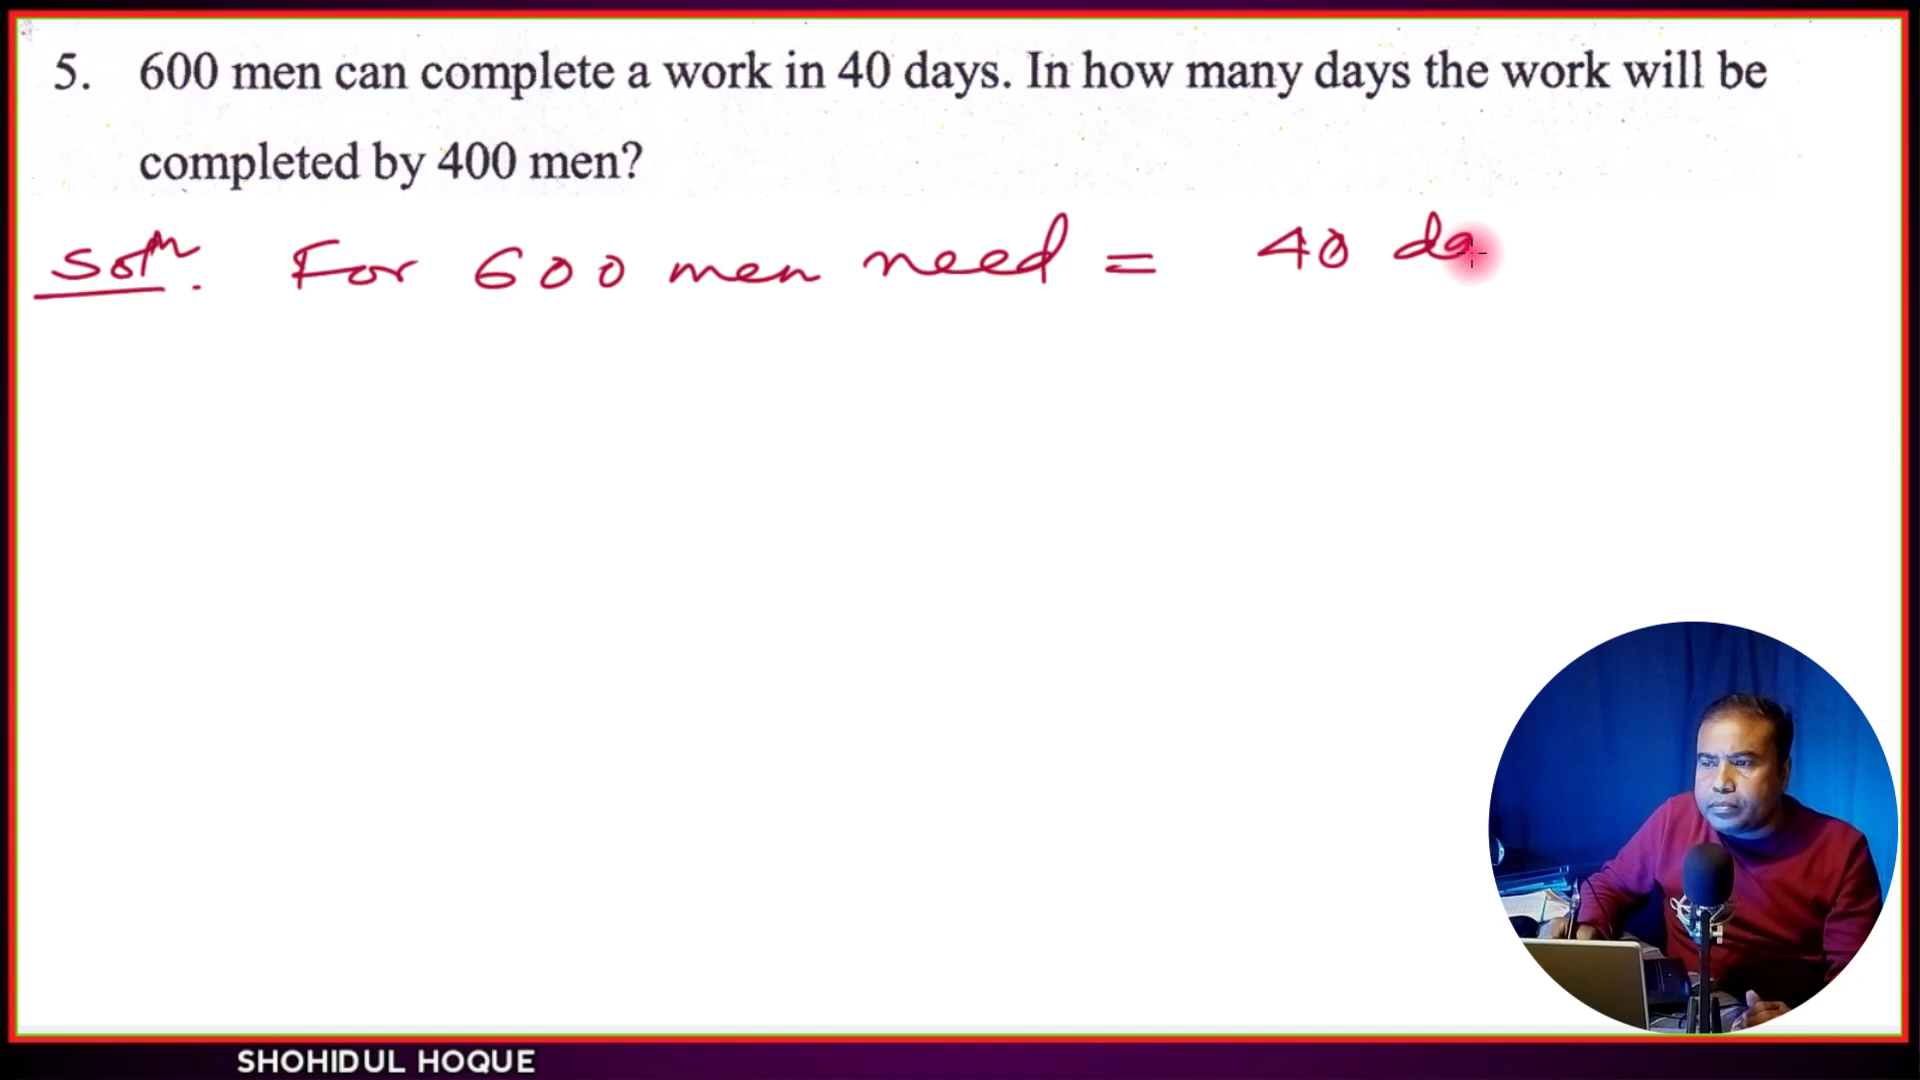 5. 600 men can complete a work in 40 days. In how many days the work will be
completed by 400 men?
Soln. For 600 men need = 40 da
SHOHIDUL HOQUE